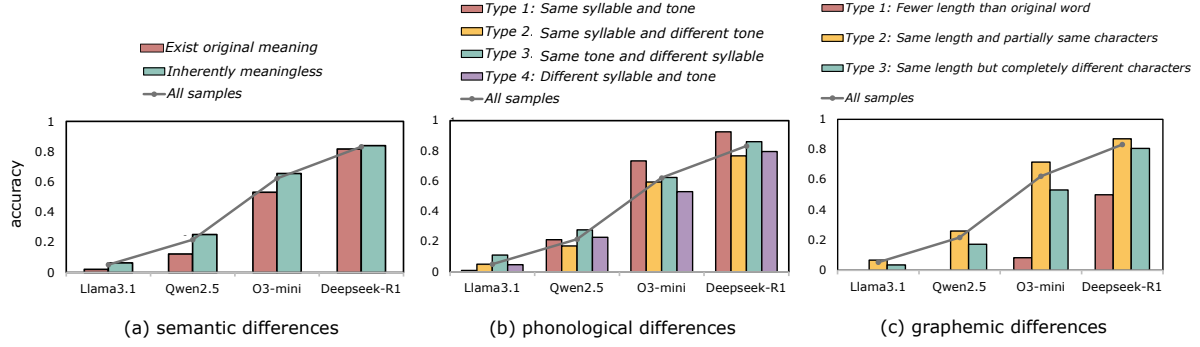 Exist original meaning
Inherently meaningless
All samples
accuracy
1
0.8
0.6
0.4
0.2
0
Llama3.1 Qwen2.5 O3-mini Deepseek-R1
(a) semantic differences
Type 1: Same syllable and tone
Type 2. Same syllable and different tone
Type 3. Same tone and different syllable
Type 4: Different syllable and tone
All samples
1
0.8
0.6
0.4
0.2
0
Llama3.1 Qwen2.5 O3-mini Deepseek-R1
(b) phonological differences
Type 1: Fewer length than original word
Type 2: Same length and partially same characters
Type 3: Same length but completely different characters
All samples
1
0.8
0.6
0.4
0.2
0
Llama3.1 Qwen2.5 O3-mini Deepseek-R1
(c) graphemic differences